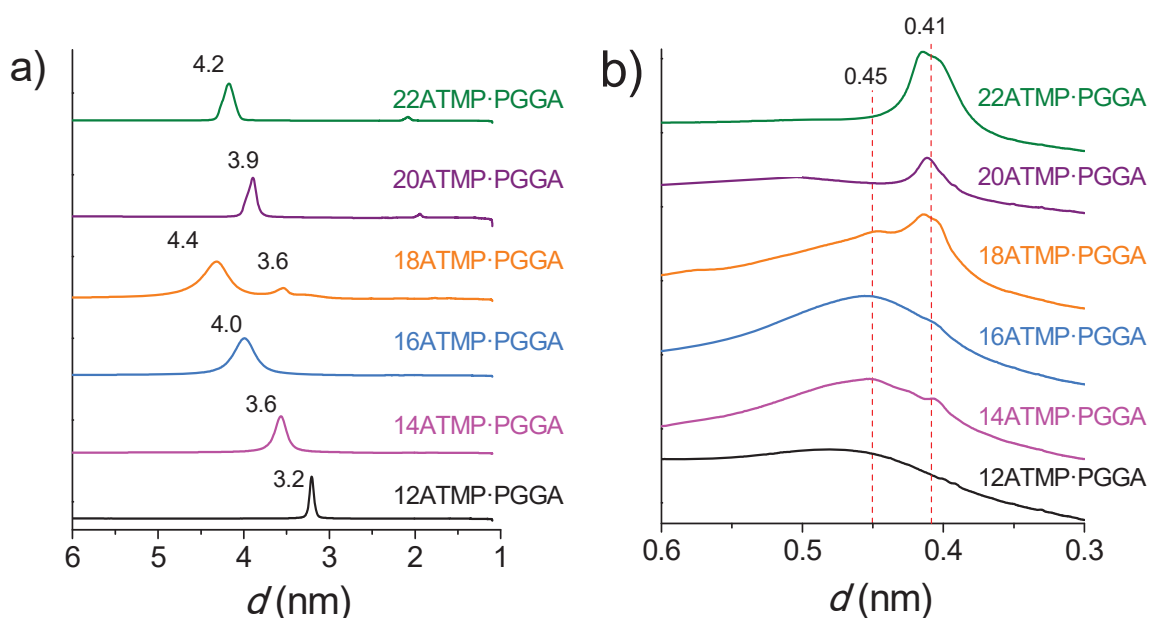 a)
4.2
22ATMP·PGGA
3.9
20ATMP·PGGA
4.4
3.6
18ATMP·PGGA
4.0
16ATMP·PGGA
3.6
14ATMP·PGGA
3.2
12ATMP·PGGA
6 5 4 3 2 1
d (nm)
b)
0.41
0.45
22ATMP·PGGA
20ATMP·PGGA
18ATMP·PGGA
16ATMP·PGGA
14ATMP·PGGA
12ATMP·PGGA
0.6 0.5 0.4 0.3
d (nm)